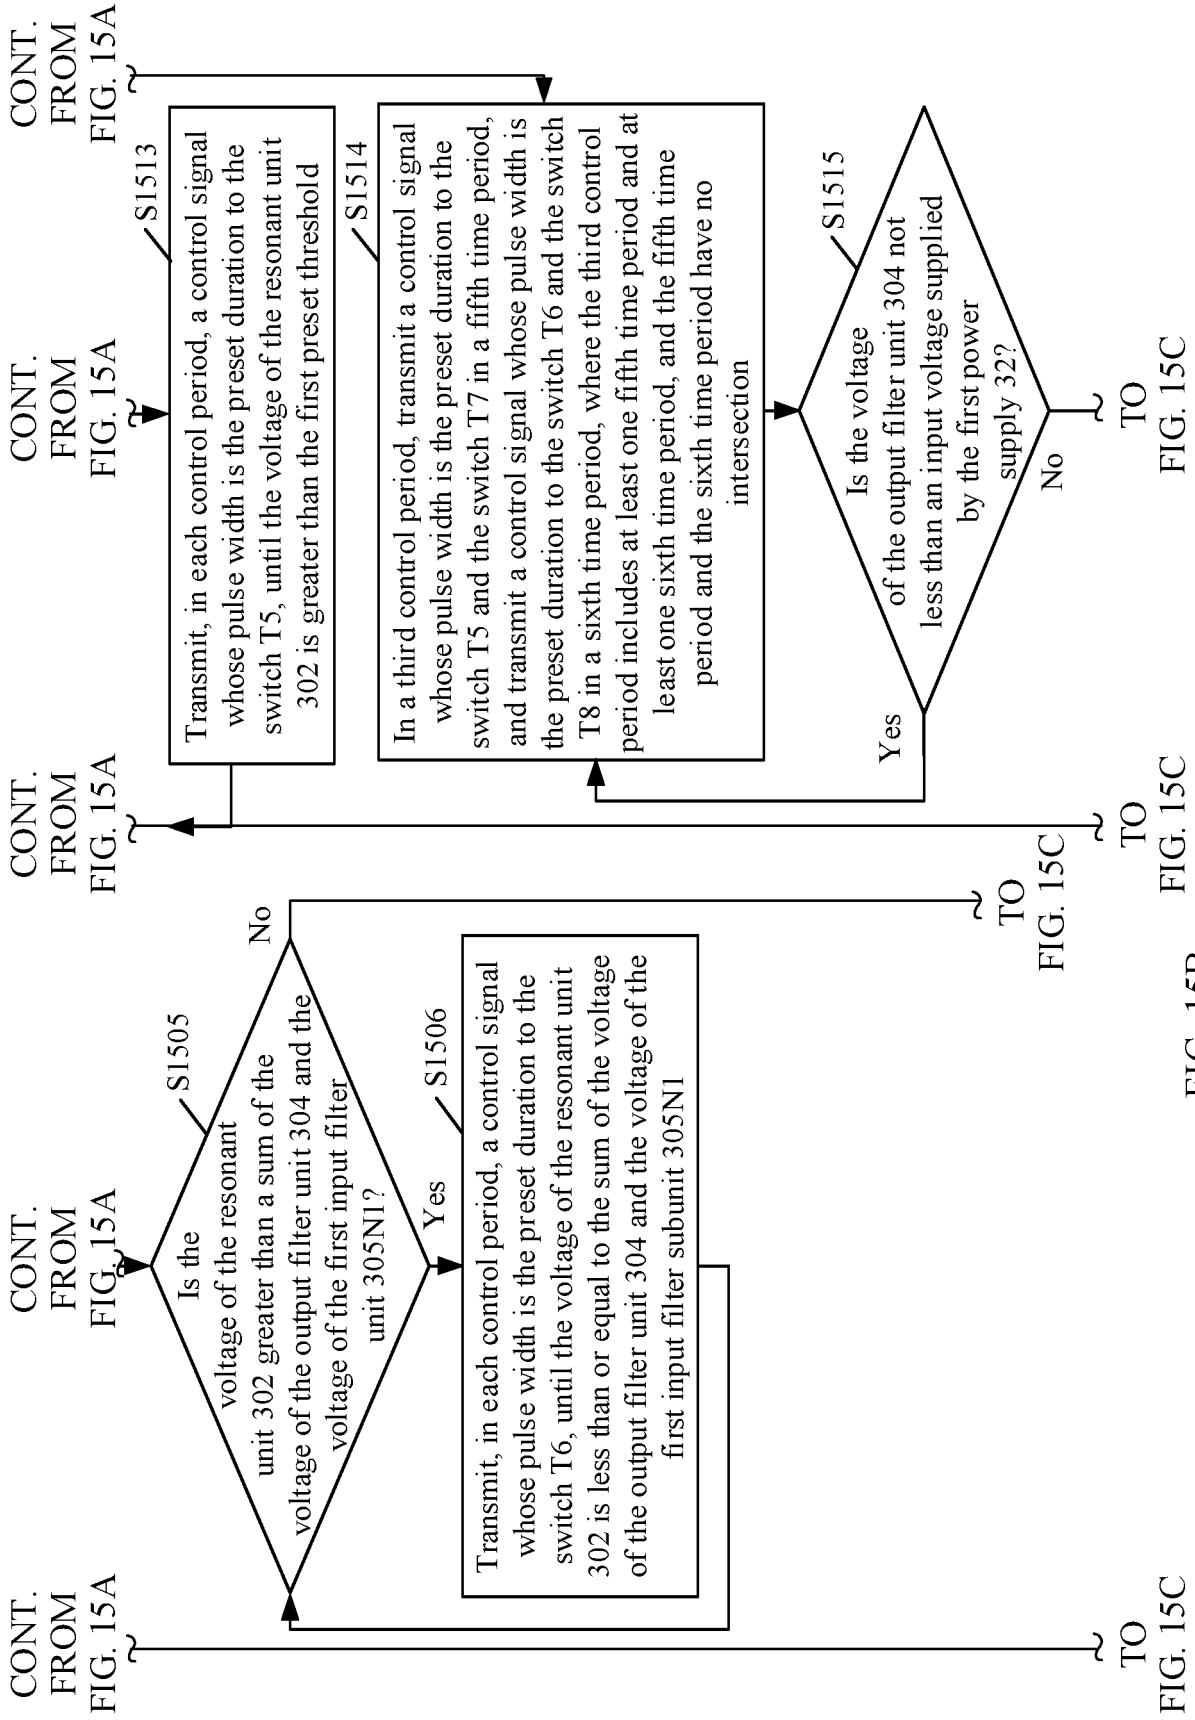 CONT.
FROM
FIG. 15A
CONT.
FROM
FIG. 15A
CONT.
FROM
FIG. 15A
CONT.
FROM
FIG. 15A
CONT.
FROM
FIG. 15A
S1505
Is the
voltage of the resonant
unit 302 greater than a sum of the
voltage of the output filter unit 304 and the
voltage of the first input filter
unit 305N1?
No
Yes
S1506
Transmit, in each control period, a control signal
whose pulse width is the preset duration to the
switch T6, until the voltage of the resonant unit
302 is less than or equal to the sum of the voltage
of the output filter unit 304 and the voltage of the
first input filter subunit 305N1
S1513
Transmit, in each control period, a control signal
whose pulse width is the preset duration to the
switch T5, until the voltage of the resonant unit
302 is greater than the first preset threshold
S1514
In a third control period, transmit a control signal
whose pulse width is the preset duration to the
switch T5 and the switch T7 in a fifth time period,
and transmit a control signal whose pulse width is
the preset duration to the switch T6 and the switch
T8 in a sixth time period, where the third control
period includes at least one fifth time period and at
least one sixth time period, and the fifth time
period and the sixth time period have no
intersection
S1515
Is the voltage
of the output filter unit 304 not
less than an input voltage supplied
by the first power
supply 32?
Yes
No
TO
FIG. 15C
TO
FIG. 15C
TO
FIG. 15C
TO
FIG. 15C